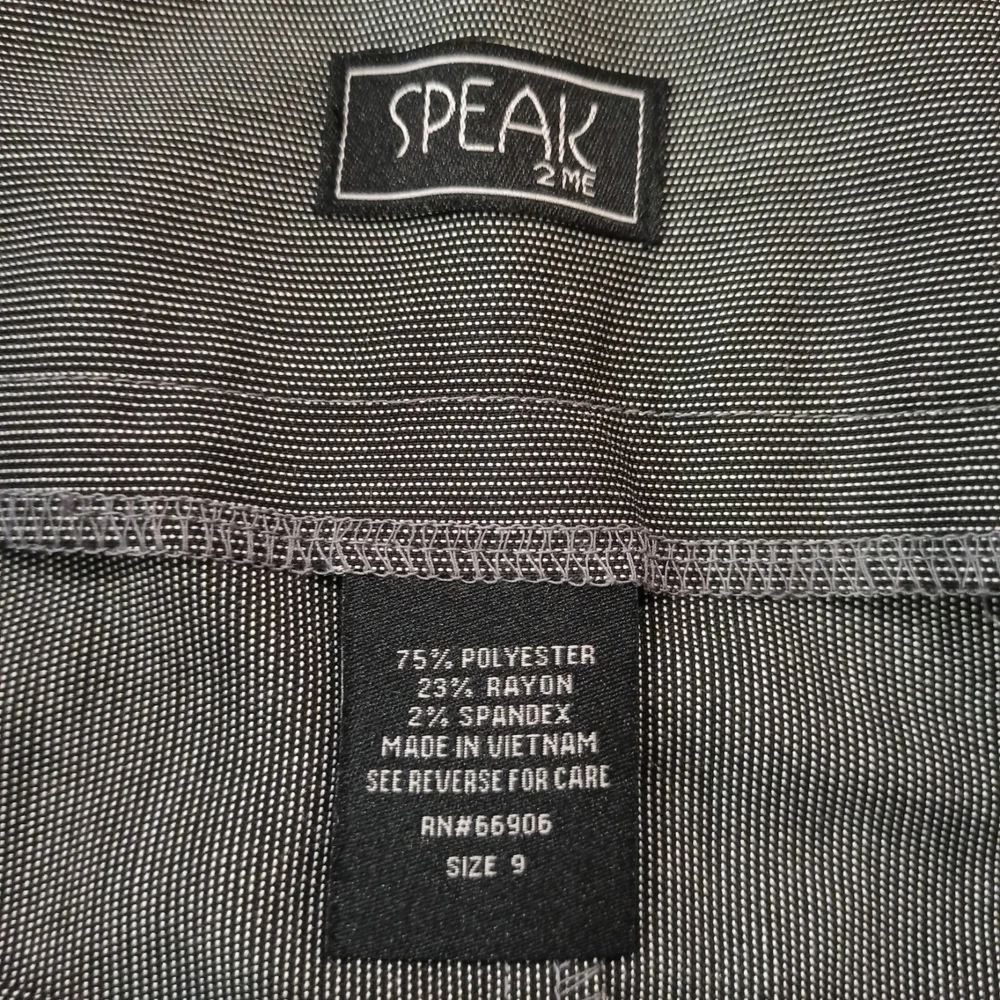 SPEAK
2 ME
75% POLYESTER
23% RAYON
2% SPANDEX
MADE IN VIETNAM
SEE REVERSE FOR CARE
RN#66906
SIZE 9